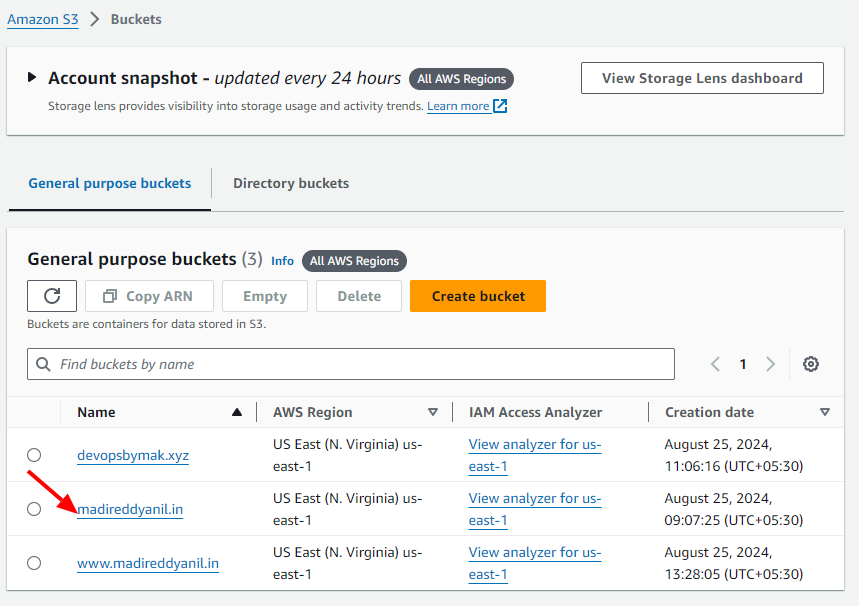 Amazon S3 > Buckets
Account snapshot - updated every 24 hours All AWS Regions
View Storage Lens dashboard
Storage lens provides visibility into storage usage and activity trends. Learn more
General purpose buckets
Directory buckets
General purpose buckets (3) Info All AWS Regions
Copy ARN
Empty
Delete
Create bucket
Buckets are containers for data stored in S3.
Find buckets by name
1
Name
AWS Region
IAM Access Analyzer
Creation date
devopsbymak.xyz
US East (N. Virginia) us-
east-1
View analyzer for us-
east-1
August 25, 2024,
11:06:16 (UTC+05:30)
madireddyanil.in
US East (N. Virginia) us-
east-1
View analyzer for us-
east-1
August 25, 2024,
09:07:25 (UTC+05:30)
www.madireddyanil.in
US East (N. Virginia) us-
east-1
View analyzer for us-
east-1
August 25, 2024,
13:28:05 (UTC+05:30)